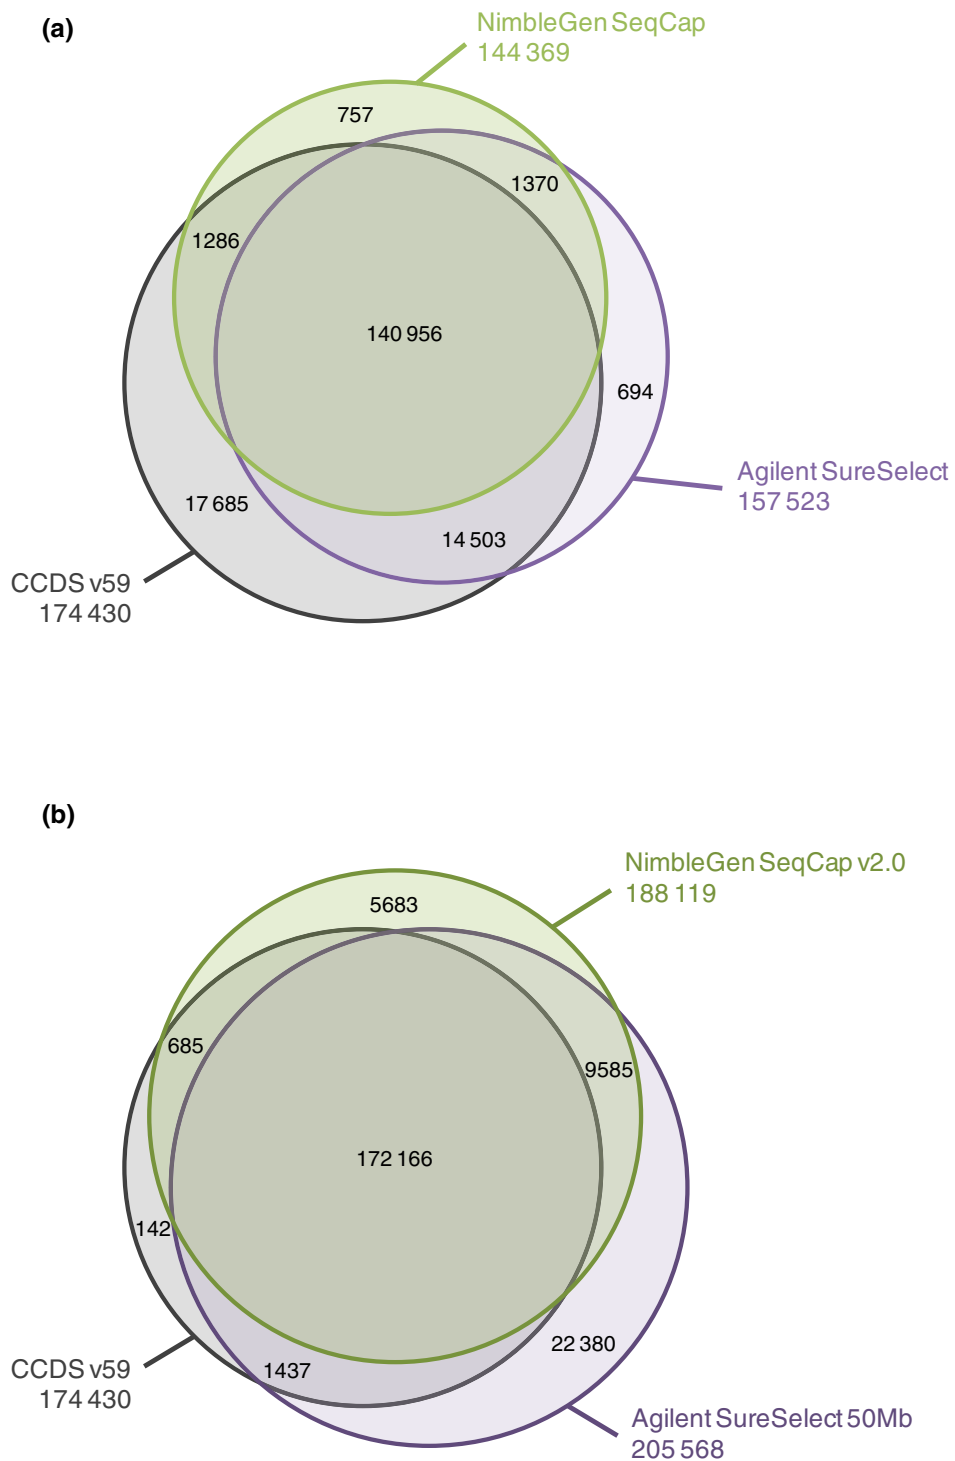 (a)
NimbleGen SeqCap
144 369
757
1370
1286
140 956
694
Agilent SureSelect
157 523
17 685
14 503
CCDS v59
174 430
(b)
NimbleGen SeqCap v2.0
188 119
5683
685
9585
172 166
142
22 380
1437
CCDS v59
174 430
Agilent SureSelect 50Mb
205 568